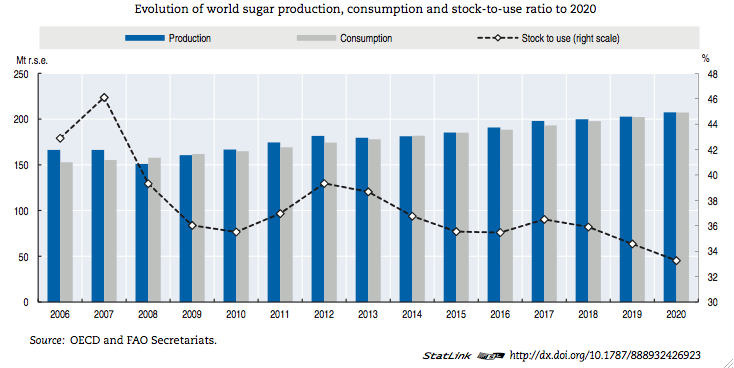 Evolution of world sugar production, consumption and stock-to-use ratio to 2020
Production Consumption Stock to use (right scale)
Mt r.s.e. %
250 48
46
200 44
42
150 40
38
100 36
34
50 32
0 30
2006 2007 2008 2009 2010 2011 2012 2013 2014 2015 2016 2017 2018 2019 2020
Source: OECD and FAO Secretariats.
StatLink http://dx.doi.org/10.1787/888932426923